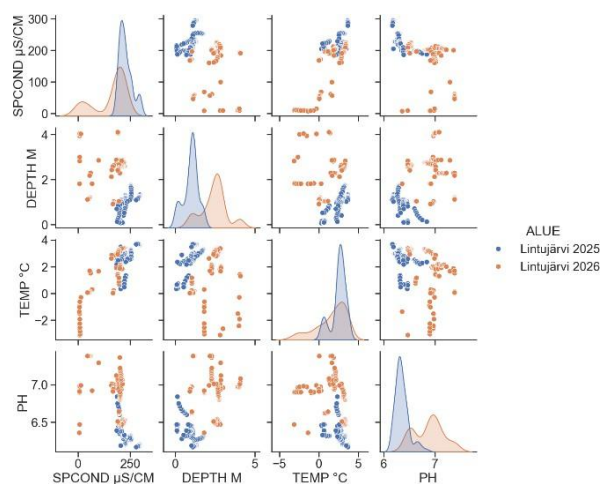 SPCOND µS/CM
300
200
100
0
DEPTH M
4
2
0
TEMP °C
4
2
0
−2
PH
7.0
6.5
0 250
SPCOND µS/CM
0 5
DEPTH M
−5 0
TEMP °C
6 7
PH
ALUE
Lintujärvi 2025
Lintujärvi 2026